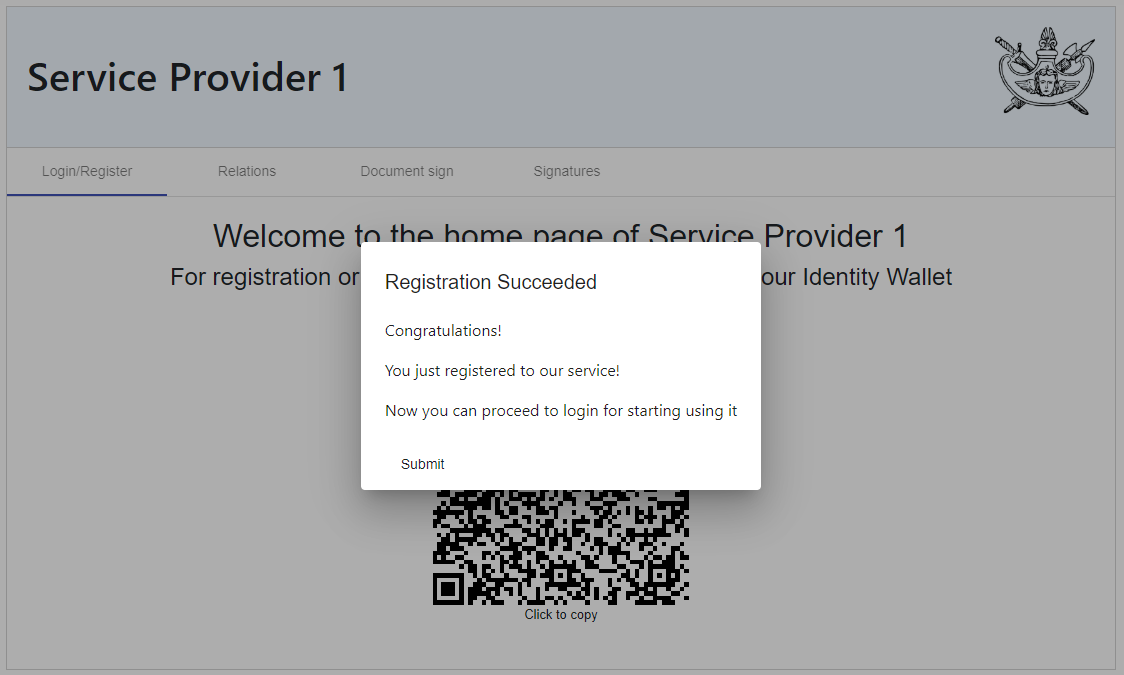 Service Provider 1
Login/Register
Relations
Document sign
Signatures
Welcome to the home page of Service Provider 1
For registration or
our Identity Wallet
Registration Succeeded
Congratulations!
You just registered to our service!
Now you can proceed to login for starting using it
Submit
Click to copy